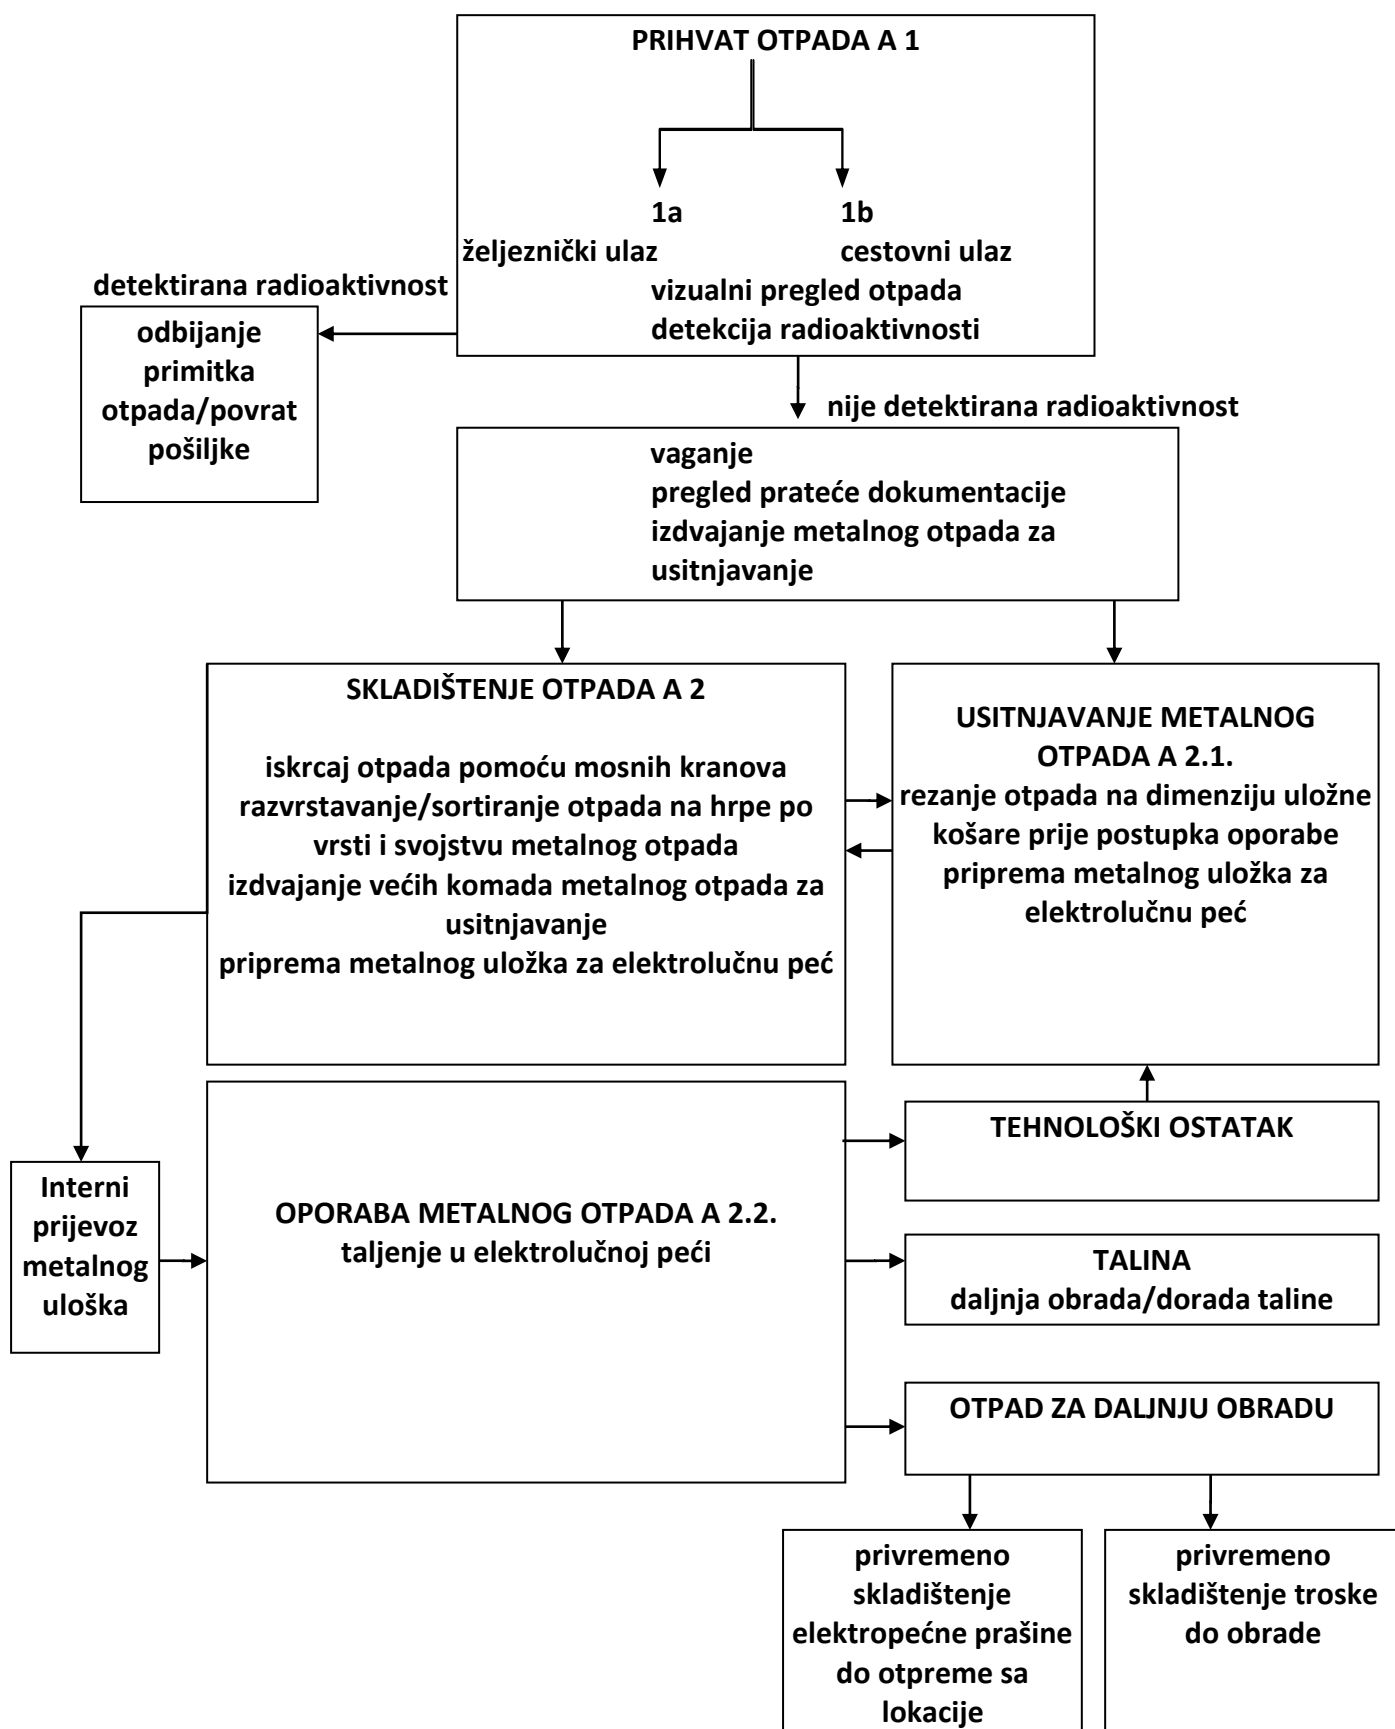 PRIHVAT OTPADA A 1
1a
1b
željeznički ulaz
cestovni ulaz
vizualni pregled otpada
detekcija radioaktivnosti
detektirana radioaktivnost
odbijanje
primitka
otpada/povrat
pošiljke
nije detektirana radioaktivnost
vaganje
pregled prateće dokumentacije
izdvajanje metalnog otpada za
usitnjavanje
SKLADIŠTENJE OTPADA A 2
iskrcaj otpada pomoću mosnih kranova
razvrstavanje/sortiranje otpada na hrpe po
vrsti i svojstvu metalnog otpada
izdvajanje većih komada metalnog otpada za
usitnjavanje
priprema metalnog uložka za elektrolučnu peć
USITNJAVANJE METALNOG
OTPADA A 2.1.
rezanje otpada na dimenziju uložne
košare prije postupka oporabe
priprema metalnog uložka za
elektrolučnu peć
Interni
prijevoz
metalnog
uloška
OPORABA METALNOG OTPADA A 2.2.
taljenje u elektrolučnoj peći
TEHNOLOŠKI OSTATAK
TALINA
daljnja obrada/dorada taline
OTPAD ZA DALJNJU OBRADU
privremeno
skladištenje
elektropećne prašine
do otpreme sa
lokacije
privremeno
skladištenje troske
do obrade